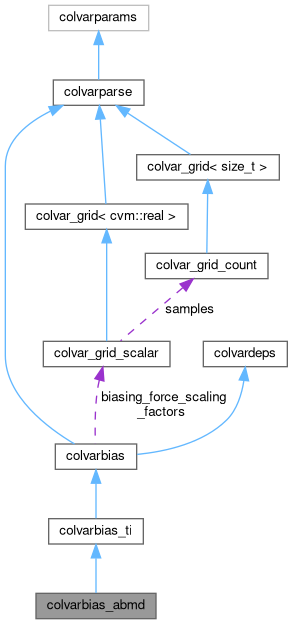 colvarparams
colvarparse
colvar_grid< size_t >
colvar_grid< cvm::real >
colvar_grid_count
samples
colvar_grid_scalar
colvardeps
biasing_force_scaling
_factors
colvarbias
colvarbias_ti
colvarbias_abmd